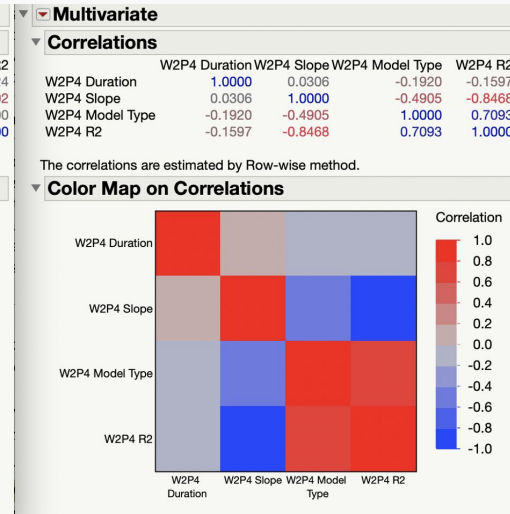 Multivariate
Correlations
W2P4 Duration W2P4 Slope W2P4 Model Type W2P4 R2
W2P4 Duration 1.0000 0.0306 -0.1920 -0.1597
W2P4 Slope 0.0306 1.0000 -0.4905 -0.8468
W2P4 Model Type -0.1920 -0.4905 1.0000 0.7093
W2P4 R2 -0.1597 -0.8468 0.7093 1.0000
The correlations are estimated by Row-wise method.
Color Map on Correlations
Correlation
1.0
0.8
0.6
0.4
0.2
0.0
-0.2
-0.4
-0.6
-0.8
-1.0
W2P4 Duration
W2P4 Slope
W2P4 Model Type
W2P4 R2
W2P4 Duration
W2P4 Slope
W2P4 Model Type
W2P4 R2